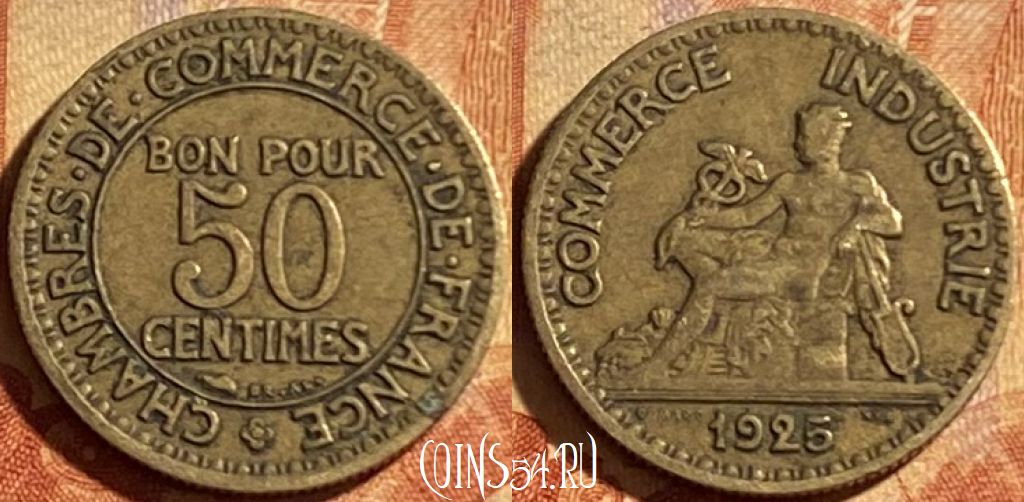 CHAMBRES · DE · COMMERCE · DE · FRANCE
BON POUR
50
CENTIMES
COMMERCE INDUSTRIE
1925
COINS54.RU